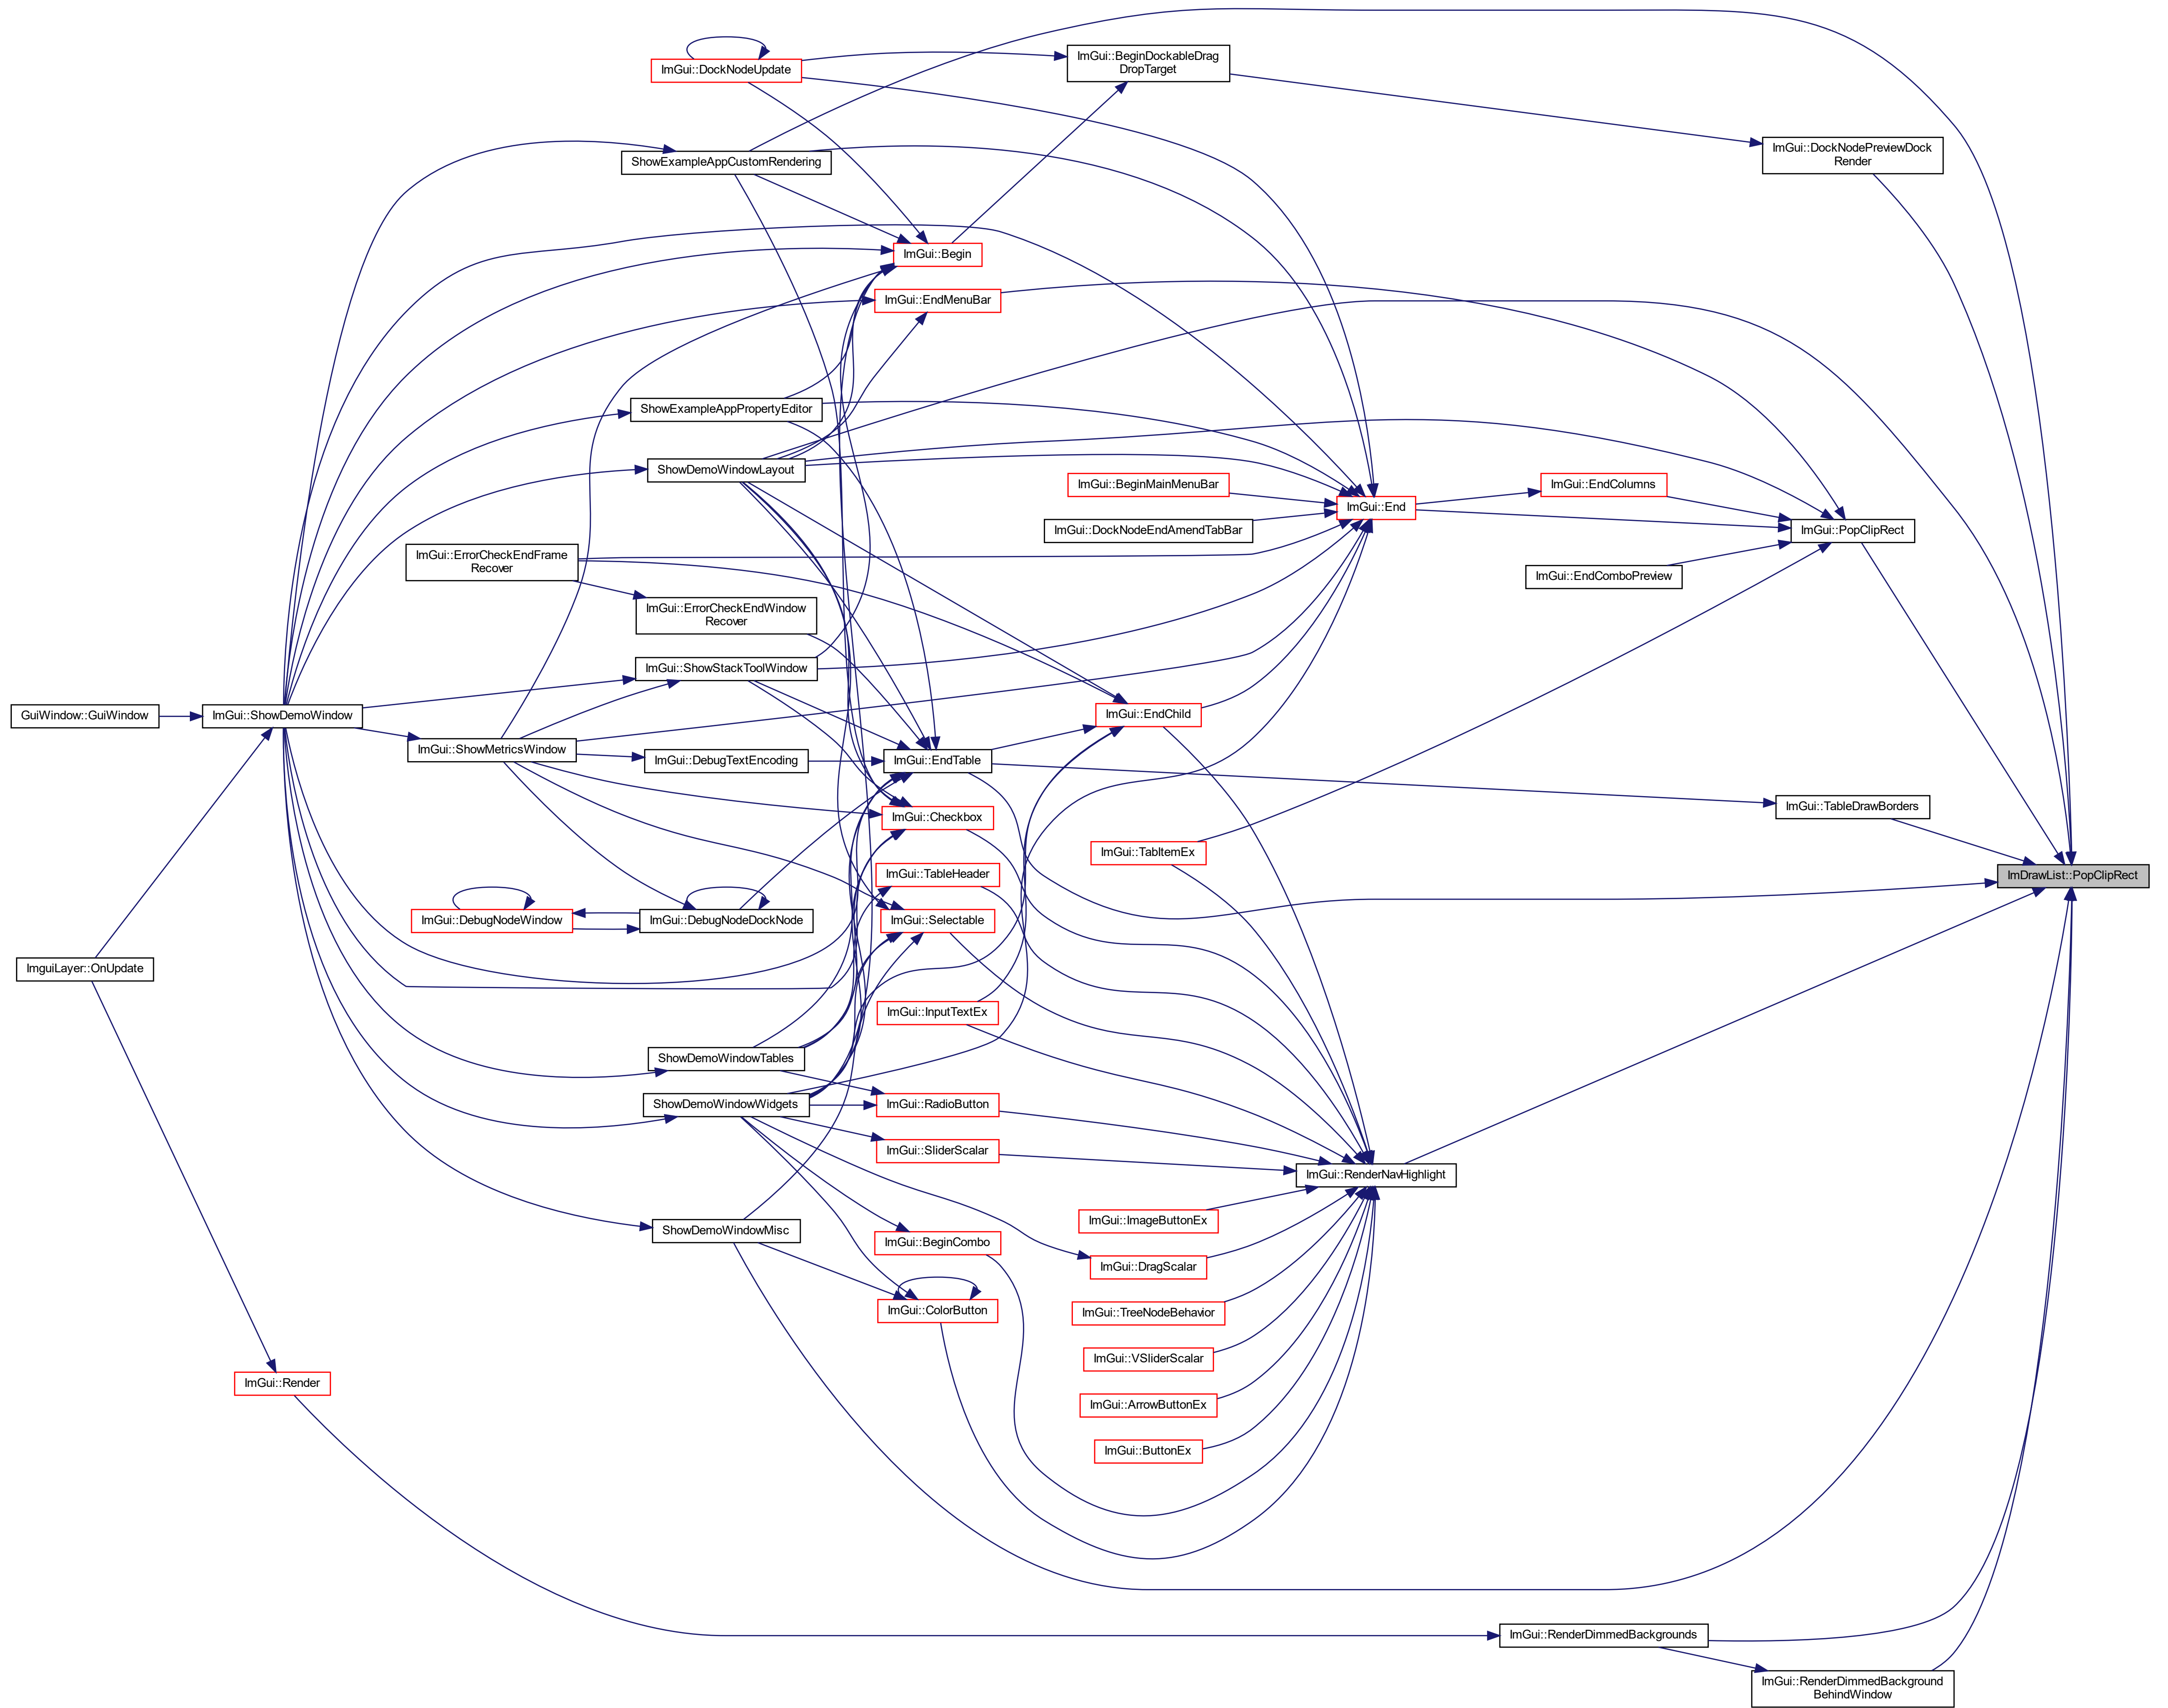 ImGui::DockNodeUpdate
ImGui::BeginDockableDrag
DropTarget
ShowExampleAppCustomRendering
ImGui::DockNodePreviewDock
Render
ImGui::Begin
ImGui::EndMenuBar
ShowExampleAppPropertyEditor
ShowDemoWindowLayout
ImGui::BeginMainMenuBar
ImGui::EndColumns
ImGui::End
ImGui::DockNodeEndAmendTabBar
ImGui::PopClipRect
ImGui::ErrorCheckEndFrame
Recover
ImGui::EndComboPreview
ImGui::ErrorCheckEndWindow
Recover
ImGui::ShowStackToolWindow
GuiWindow::GuiWindow
ImGui::ShowDemoWindow
ImGui::EndChild
ImGui::ShowMetricsWindow
ImGui::DebugTextEncoding
ImGui::EndTable
ImGui::TableDrawBorders
ImGui::Checkbox
ImGui::TabItemEx
ImGui::TableHeader
ImDrawList::PopClipRect
ImGui::DebugNodeWindow
ImGui::DebugNodeDockNode
ImGui::Selectable
ImguiLayer::OnUpdate
ImGui::InputTextEx
ShowDemoWindowTables
ShowDemoWindowWidgets
ImGui::RadioButton
ImGui::SliderScalar
ImGui::RenderNavHighlight
ImGui::ImageButtonEx
ShowDemoWindowMisc
ImGui::BeginCombo
ImGui::DragScalar
ImGui::ColorButton
ImGui::TreeNodeBehavior
ImGui::VSliderScalar
ImGui::Render
ImGui::ArrowButtonEx
ImGui::ButtonEx
ImGui::RenderDimmedBackgrounds
ImGui::RenderDimmedBackground
BehindWindow